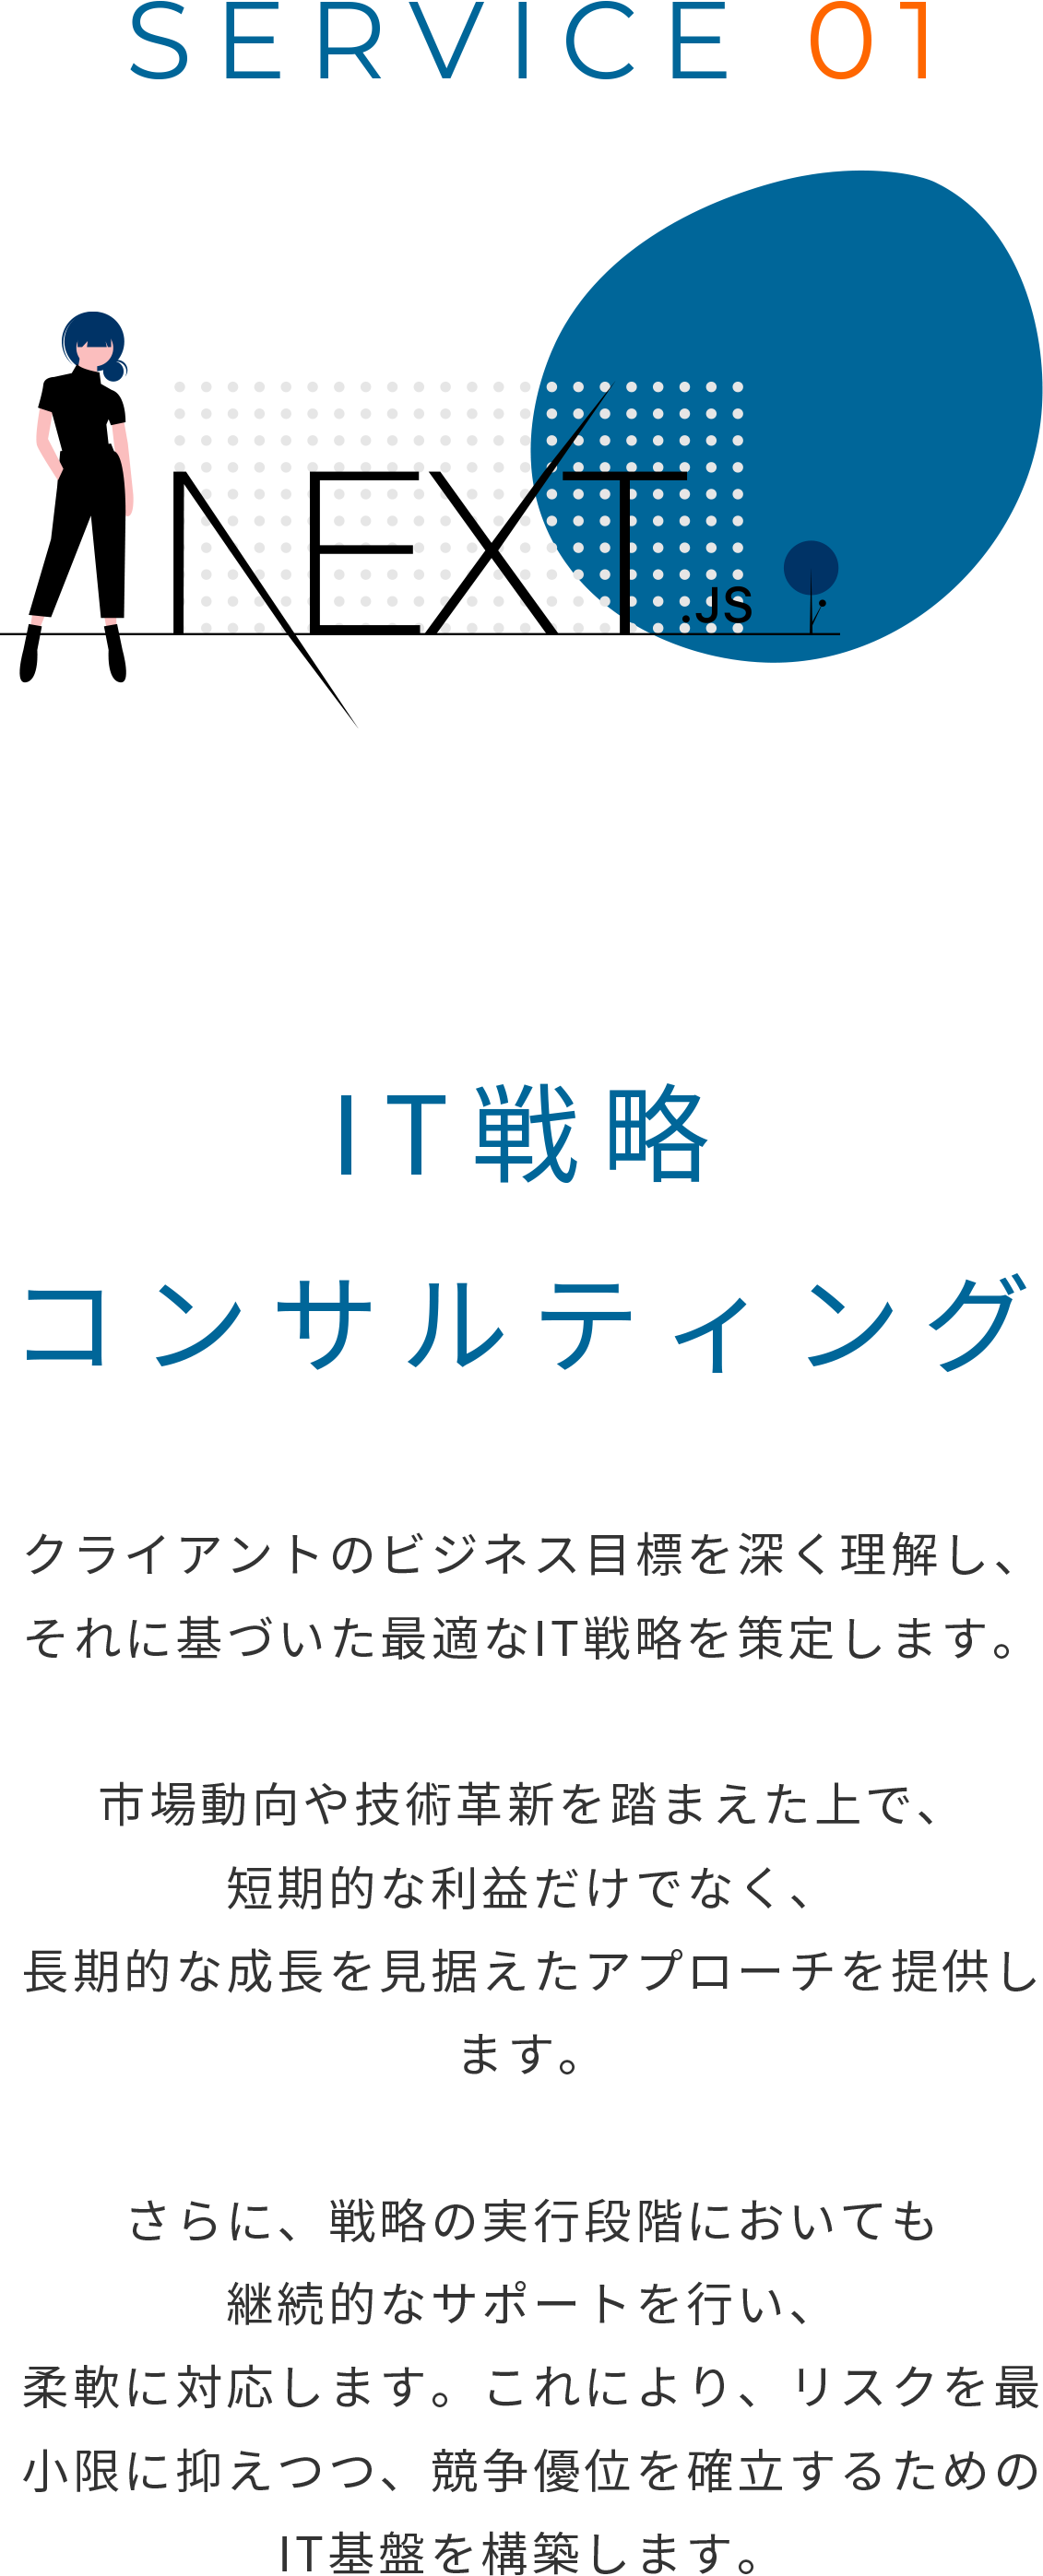 SERVICE 01
NEXT.JS
IT戦略
コンサルティング
クライアントのビジネス目標を深く理解し、
それに基づいた最適なIT戦略を策定します。
市場動向や技術革新を踏まえた上で、
短期的な利益だけでなく、
長期的な成長を見据えたアプローチを提供し
ます。
さらに、戦略の実行段階においても
継続的なサポートを行い、
柔軟に対応します。これにより、リスクを最
小限に抑えつつ、競争優位を確立するための
IT基盤を構築します。